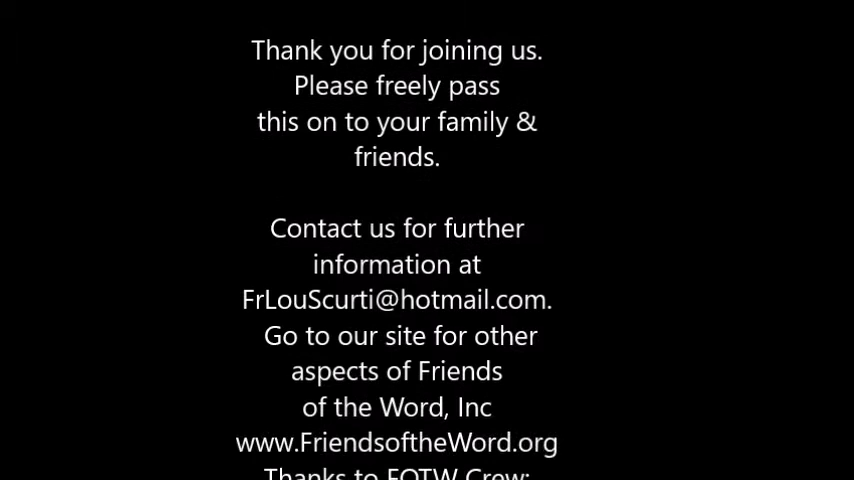 Thank you for joining us.
Please freely pass
this on to your family &
friends.
Contact us for further
information at
FrLouScurti@hotmail.com.
Go to our site for other
aspects of Friends
of the Word, Inc
www.FriendsoftheWord.org
Thanks to FOTW Crew: